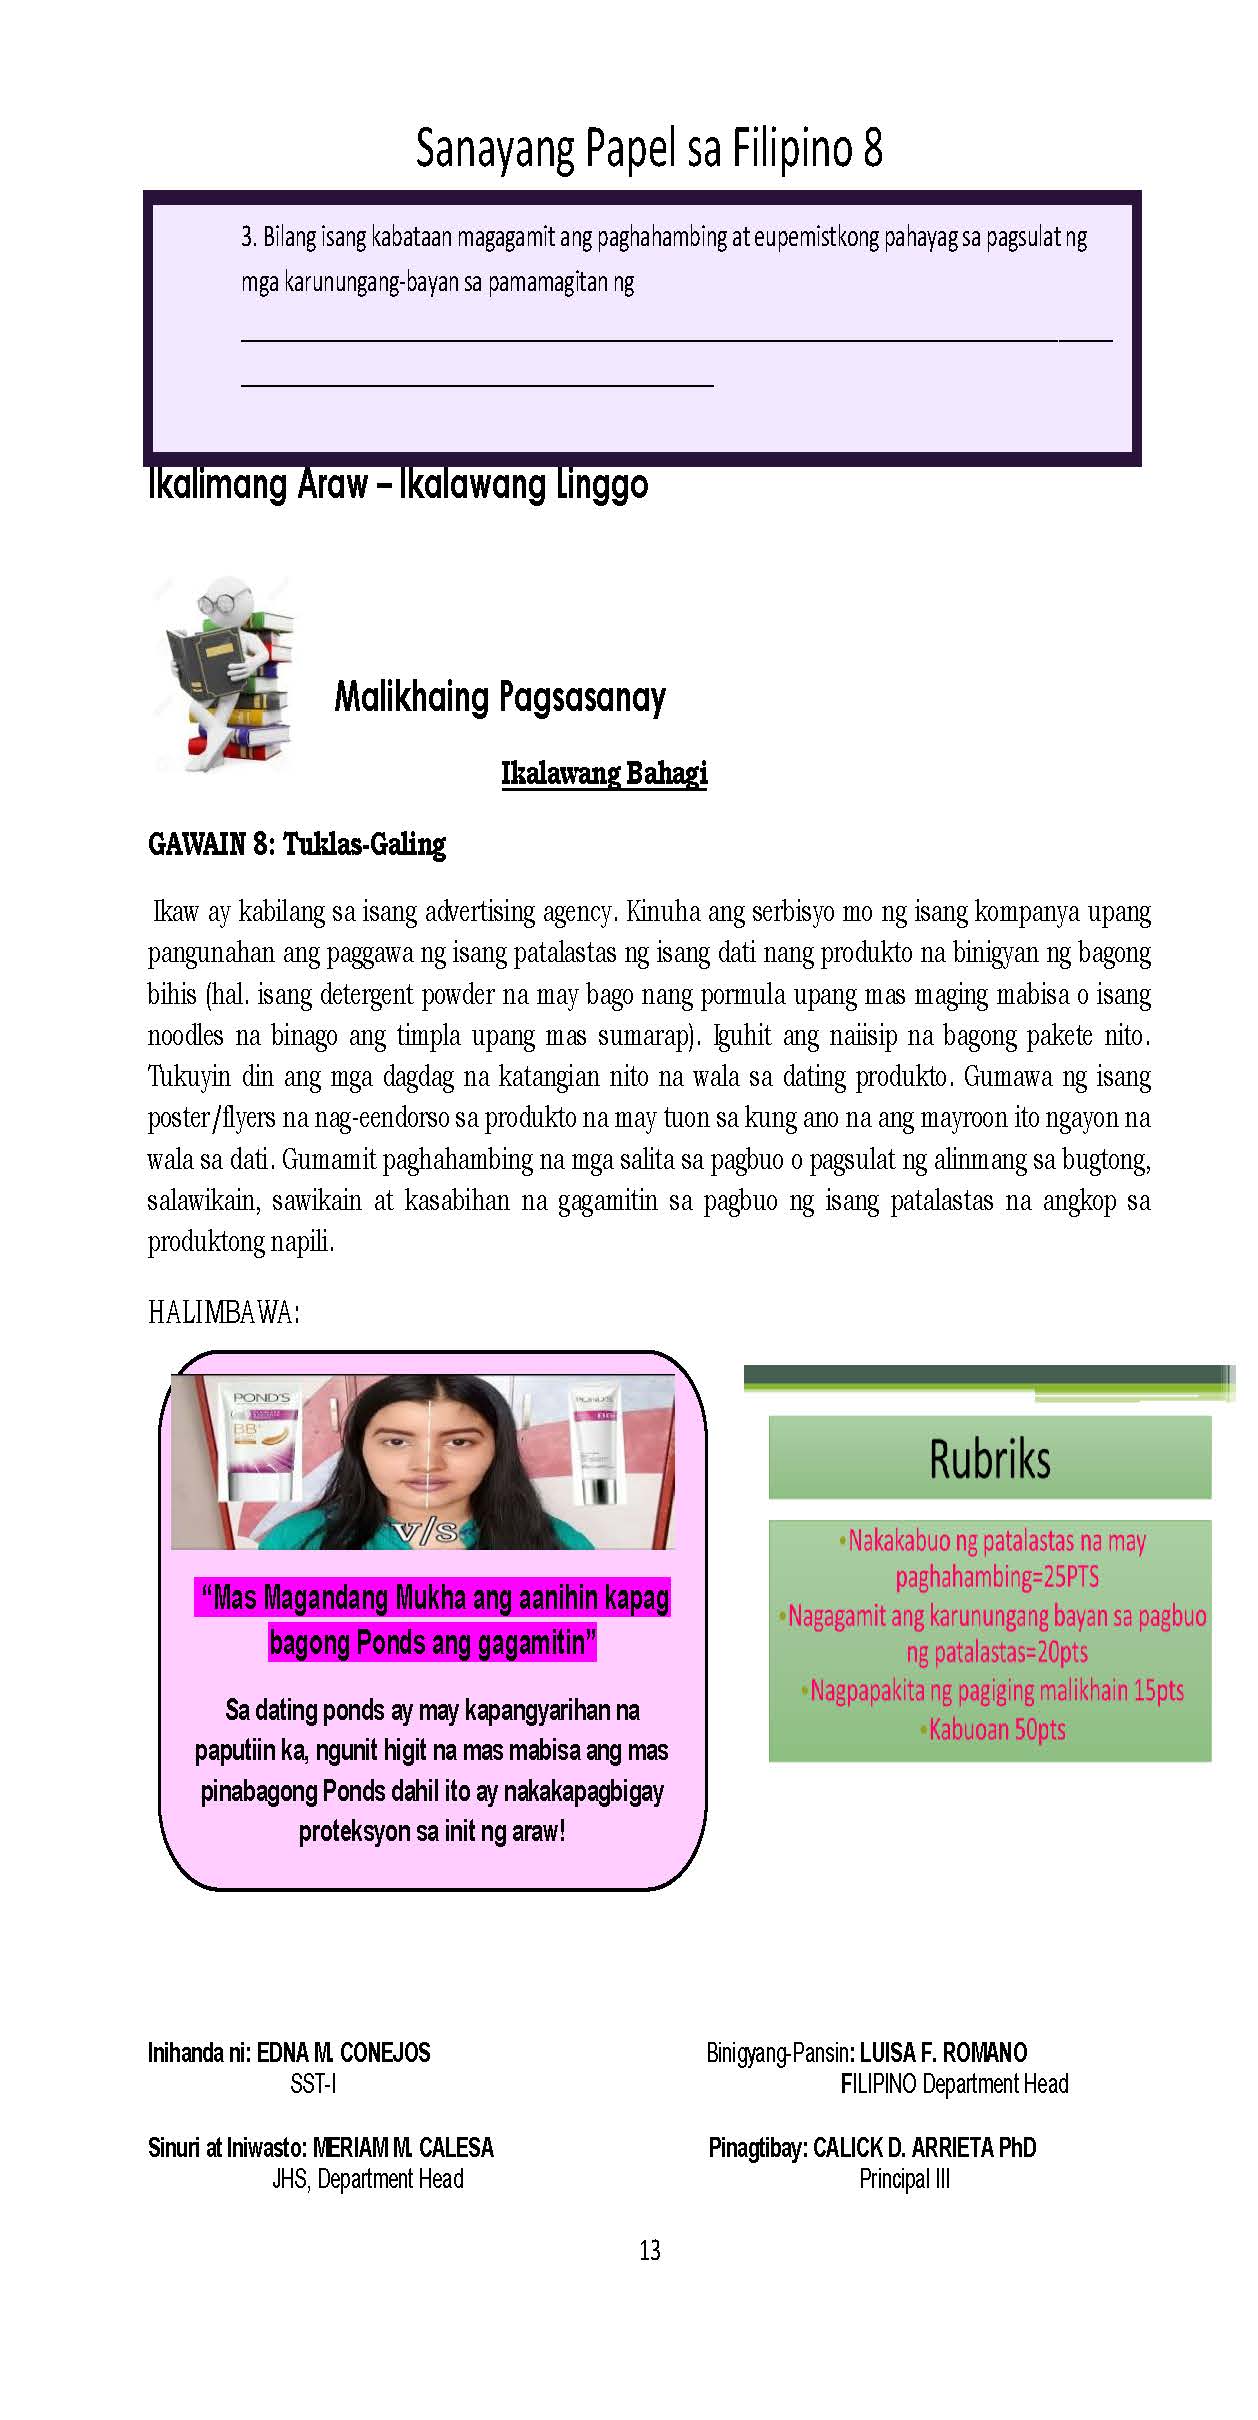 Sanayang Papel sa Filipino 8
3. Bilang isang kabataan magagamit ang paghahambing at eupemistkong pahayag sa pagsulat ng
mga karunungang-bayan sa pamamagitan ng
Ikalimang Araw – Ikalawang Linggo
Malikhaing Pagsasanay
Ikalawang Bahagi
GAWAIN 8: Tuklas-Galing
Ikaw ay kabilang sa isang advertising agency. Kinuha ang serbisyo mo ng isang kompanya upang
pangunahan ang paggawa ng isang patalastas ng isang dati nang produkto na binigyan ng bagong
bihis (hal. isang detergent powder na may bago nang pormula upang mas maging mabisa o isang
noodles na binago ang timpla upang mas sumarap). Iguhit ang naiisip na bagong pakete nito.
Tukuyin din ang mga dagdag na katangian nito na wala sa dating produkto. Gumawa ng isang
poster/flyers na nag-eendorso sa produkto na may tuon sa kung ano na ang mayroon ito ngayon na
wala sa dati. Gumamit paghahambing na mga salita sa pagbuo o pagsulat ng alinmang sa bugtong,
salawikain, sawikain at kasabihan na gagamitin sa pagbuo ng isang patalastas na angkop sa
produktong napili.
HALIMBAWA:
POND'S
BB+
POND'S
v/s
“Mas Magandang Mukha ang aanihin kapag
bagong Ponds ang gagamitin”
Sa dating ponds ay may kapangyarihan na
paputiin ka, ngunit higit na mas mabisa ang mas
pinabagong Ponds dahil ito ay nakakapagbigay
proteksyon sa init ng araw!
Rubriks
•Nakakabuo ng patalastas na may
paghahambing=25PTS
•Nagagamit ang karunungang bayan sa pagbuo
ng patalastas=20pts
•Nagpapakita ng pagiging malikhain 15pts
•Kabuoan 50pts
Inihanda ni: EDNA M. CONEJOS
SST-I
Binigyang-Pansin: LUISA F. ROMANO
FILIPINO Department Head
Sinuri at Iniwasto: MERIAM M. CALESA
JHS, Department Head
Pinagtibay: CALICK D. ARRIETA PhD
Principal III
13